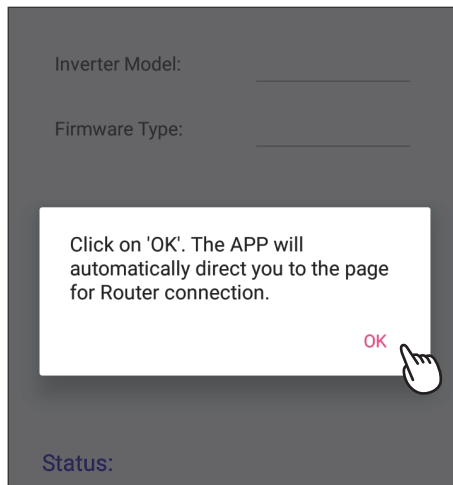 Inverter Model:
Firmware Type:
Click on 'OK'. The APP will
automatically direct you to the page
for Router connection.
OK
Status: